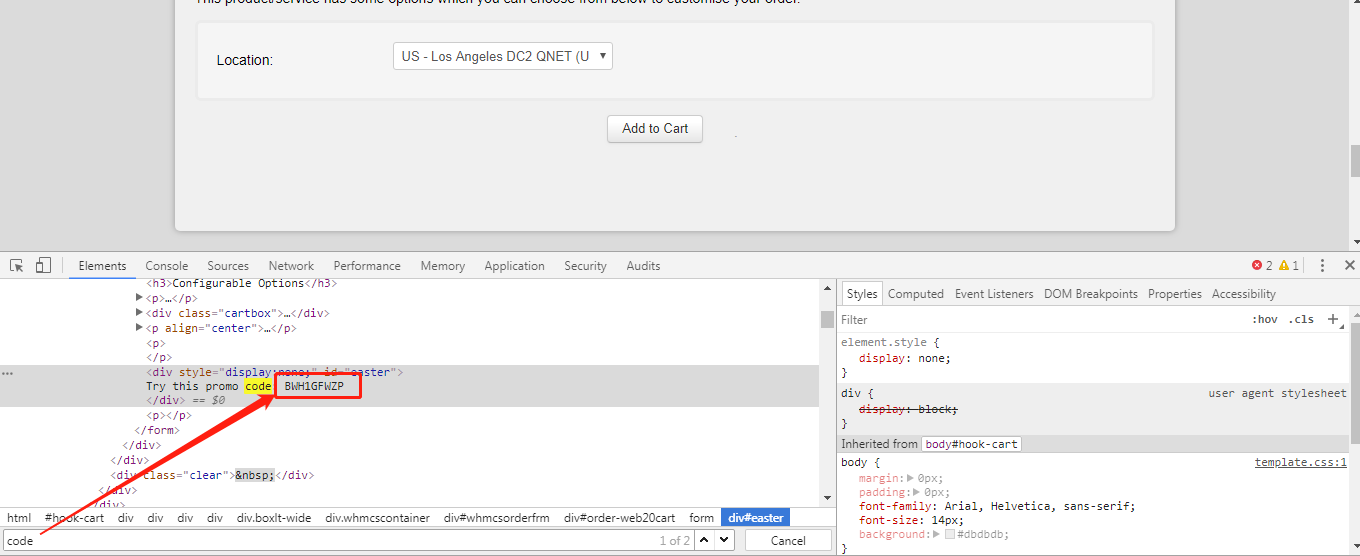 This product/service has some options which you can choose from below to customise your order.
Location:
US - Los Angeles DC2 QNET (U
Add to Cart
Elements Console Sources Network Performance Memory Application Security Audits
2 1
<h3>Configurable Options</h3>
<p>…</p>
<div class="cartbox">…</div>
<p align="center">…</p>
<p>
</p>
<div style="display:none;" id="easter">
Try this promo code BWH1GFWZP
</div> == $0
<p></p>
</form>
</div>
</div>
<div class="clear">&nbsp;</div>
</div>
</div>
html #hook-cart div div div div div.boxlt-wide div.whmcscontainer div#whmcsorderfrm div#order-web20cart form div#easter
code
1 of 2
Cancel
Styles Computed Event Listeners DOM Breakpoints Properties Accessibility
Filter
:hov .cls +
element.style {
display: none;
}
div {
user agent stylesheet
display: block;
}
Inherited from body#hook-cart
body {
template.css:1
margin: 0px;
padding: 0px;
font-family: Arial, Helvetica, sans-serif;
font-size: 14px;
background: #dbdbdb;
}